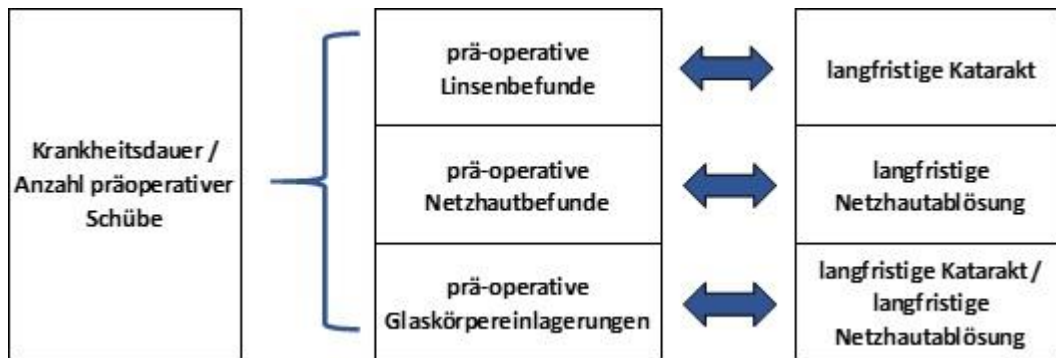 Krankheitsdauer /
Anzahl präoperativer
Schübe
prä-operative
Linsenbefunde
langfristige Katarakt
prä-operative
Netzhautbefunde
langfristige
Netzhautablösung
prä-operative
Glaskörpereinlagerungen
langfristige Katarakt /
langfristige
Netzhautablösung